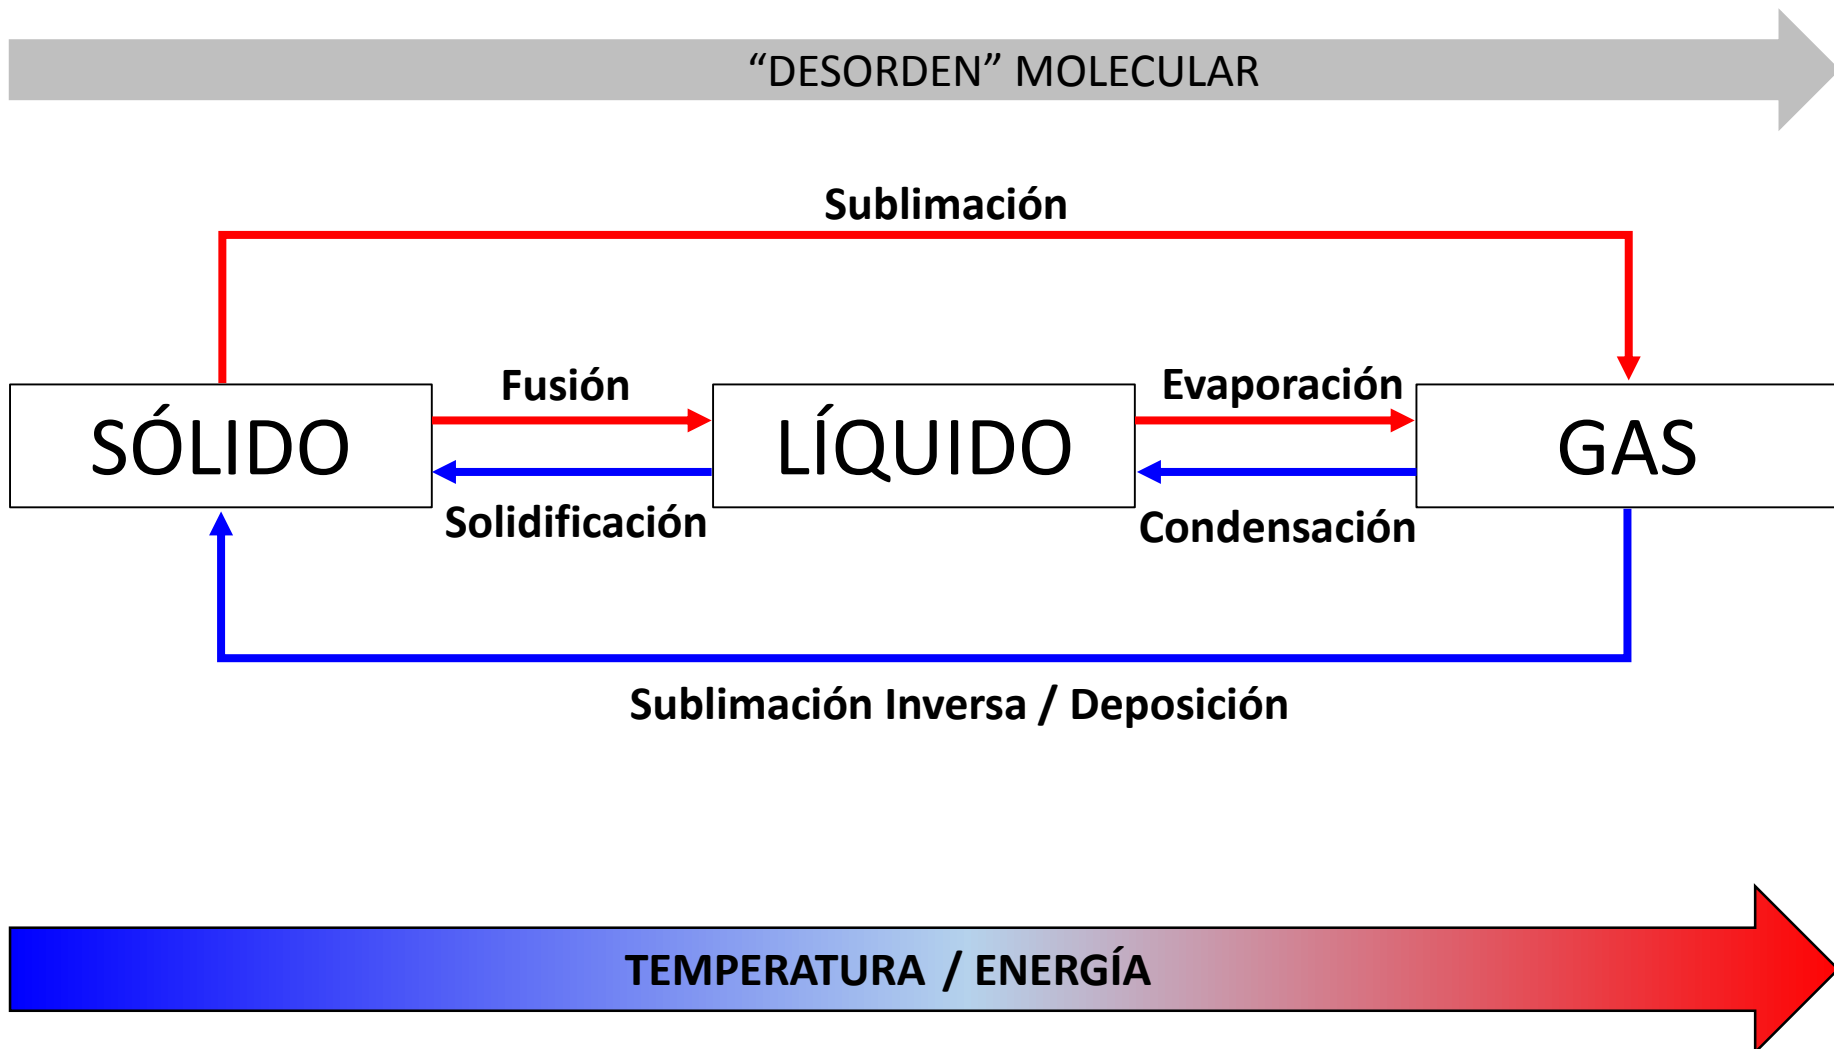 “DESORDEN” MOLECULAR
Sublimación
Fusión
Evaporación
SÓLIDO
LÍQUIDO
GAS
Solidificación
Condensación
Sublimación Inversa / Deposición
TEMPERATURA / ENERGÍA